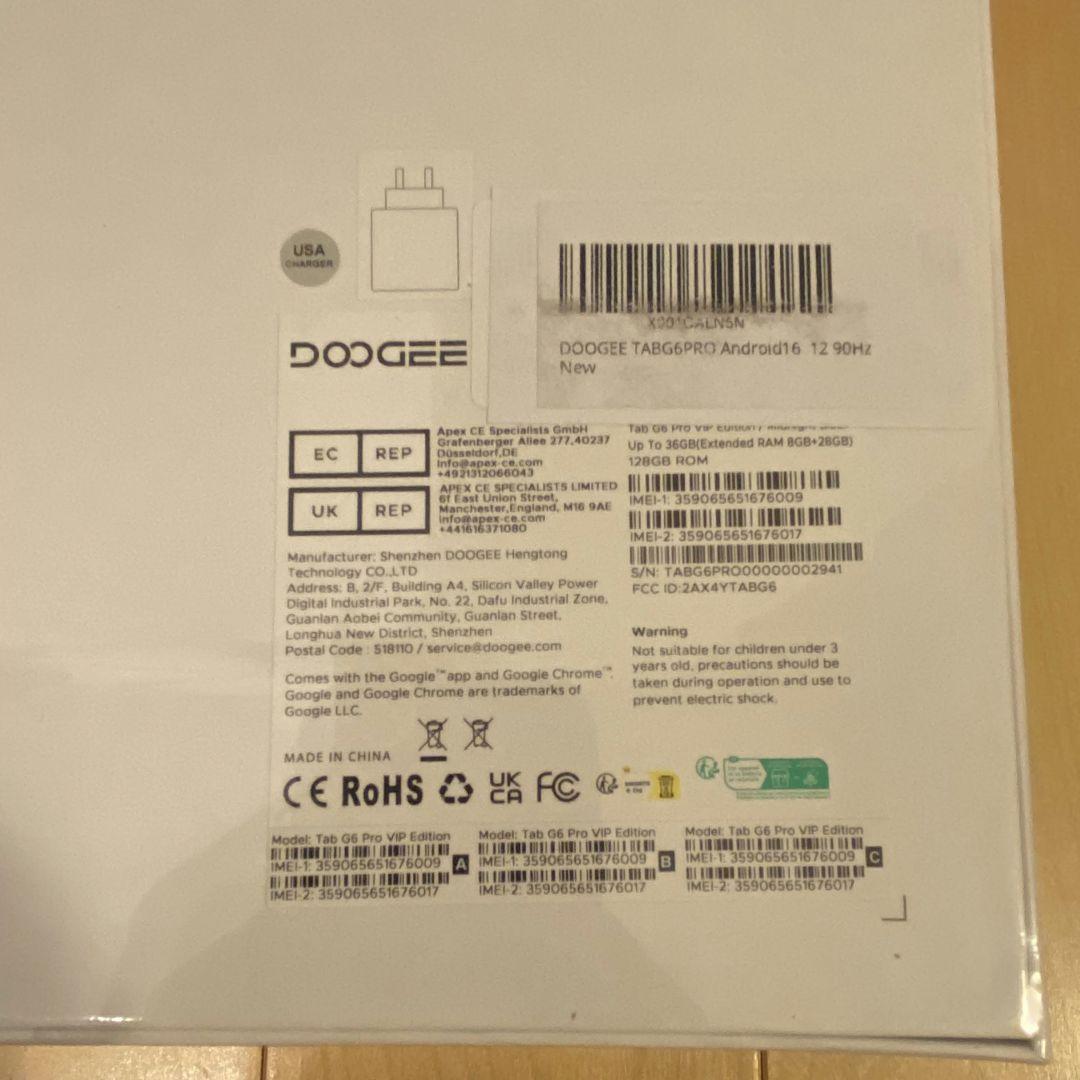 USA
CHARGER
X001CALN5N
DOOGEE TABG6PRO Android16 12 90Hz
New
DOOGEE
EC REP
Apex CE Specialists GmbH
Grafenberger Allee 277,40237
Düsseldorf,DE
Info@apex-ce.com
+4921312066043
UK REP
APEX CE SPECIALISTS LIMITED
6f East Union Street,
Manchester,England, M16 9AE
Info@apex-ce.com
+441616371080
Manufacturer: Shenzhen DOOGEE Hengtong
Technology CO.,LTD
Address: B, 2/F, Building A4, Silicon Valley Power
Digital Industrial Park, No. 22, Dafu Industrial Zone,
Guanlan Aobei Community, Guanlan Street,
Longhua New District, Shenzhen
Postal Code : 518110 / service@doogee.com
Comes with the Google™app and Google Chrome™.
Google and Google Chrome are trademarks of
Google LLC.
MADE IN CHINA
CE RoHS UK CA FC
Tab G6 Pro VIP Edition /
Up To 36GB(Extended RAM 8GB+28GB)
128GB ROM
IMEI-1: 359065651676009
IMEI-2: 359065651676017
S/N: TABG6PRO00000002941
FCC ID:2AX4YTABG6
Warning
Not suitable for children under 3
years old, precautions should be
taken during operation and use to
prevent electric shock.
Model: Tab G6 Pro VIP Edition
IMEI-1: 359065651676009
IMEI-2: 359065651676017
A
Model: Tab G6 Pro VIP Edition
IMEI-1: 359065651676009
IMEI-2: 359065651676017
B
Model: Tab G6 Pro VIP Edition
IMEI-1: 359065651676009
IMEI-2: 359065651676017
C